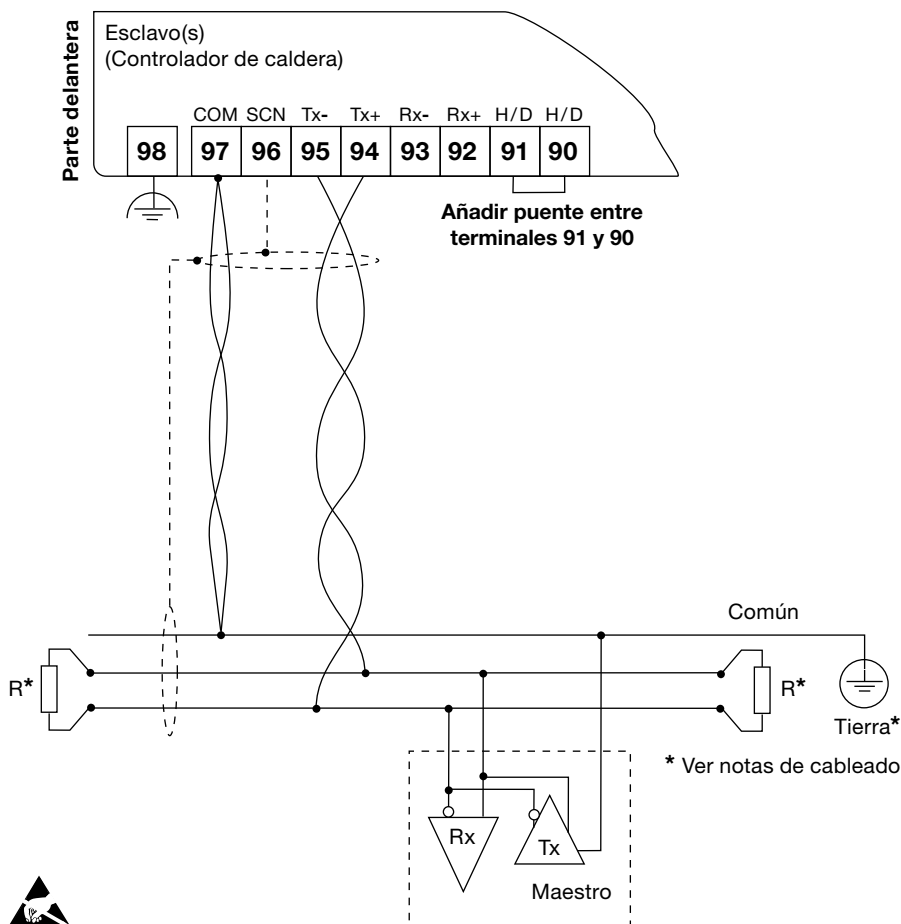 Parte delantera
Esclavo(s)
(Controlador de caldera)
COM SCN Tx- Tx+ Rx- Rx+ H/D H/D
98 97 96 95 94 93 92 91 90
Añadir puente entre
terminales 91 y 90
Común
R*
R*
Tierra*
* Ver notas de cableado
Rx
Tx
Maestro